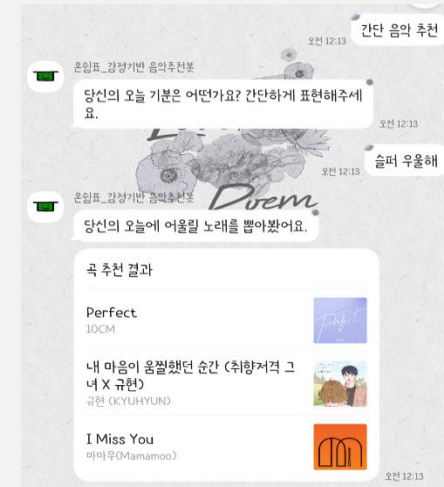 간단 음악 추천
오전 12:13
온쉼표_감정기반 음악추천봇
당신의 오늘 기분은 어떤가요? 간단하게 표현해주세
요.
오전 12:13
슬퍼 우울해
오전 12:13
Poem
온쉼표_감정기반 음악추천봇
당신의 오늘에 어울릴 노래를 뽑아봤어요.
곡 추천 결과
Perfect
10CM
Perfect
내 마음이 움찔했던 순간 (취향저격 그
녀 X 규현)
규현 (KYUHYUN)
I Miss You
마마무(Mamamoo)
오전 12:13